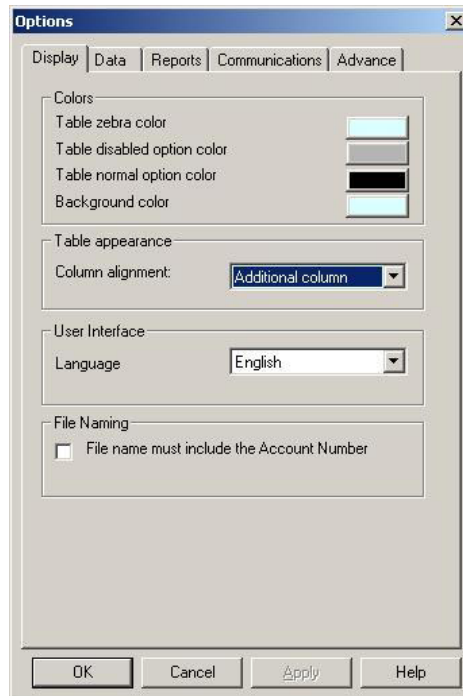 Options
Display Data Reports Communications Advance
Colors
Table zebra color
Table disabled option color
Table normal option color
Background color
Table appearance
Column alignment: Additional column
User Interface
Language English
File Naming
File name must include the Account Number
OK Cancel Apply Help